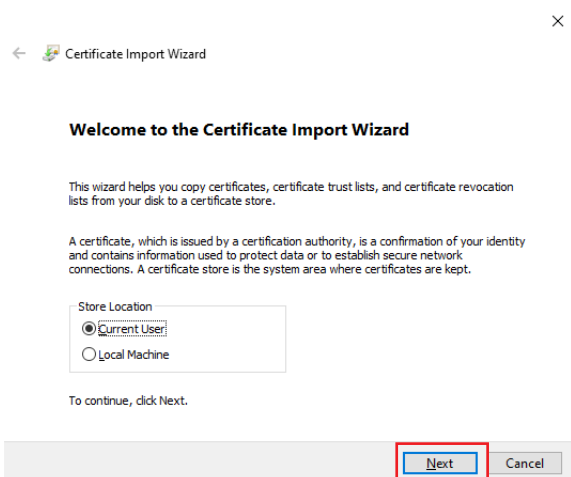 Certificate Import Wizard
Welcome to the Certificate Import Wizard
This wizard helps you copy certificates, certificate trust lists, and certificate revocation
lists from your disk to a certificate store.
A certificate, which is issued by a certification authority, is a confirmation of your identity
and contains information used to protect data or to establish secure network
connections. A certificate store is the system area where certificates are kept.
Store Location
Current User
Local Machine
To continue, click Next.
Next Cancel